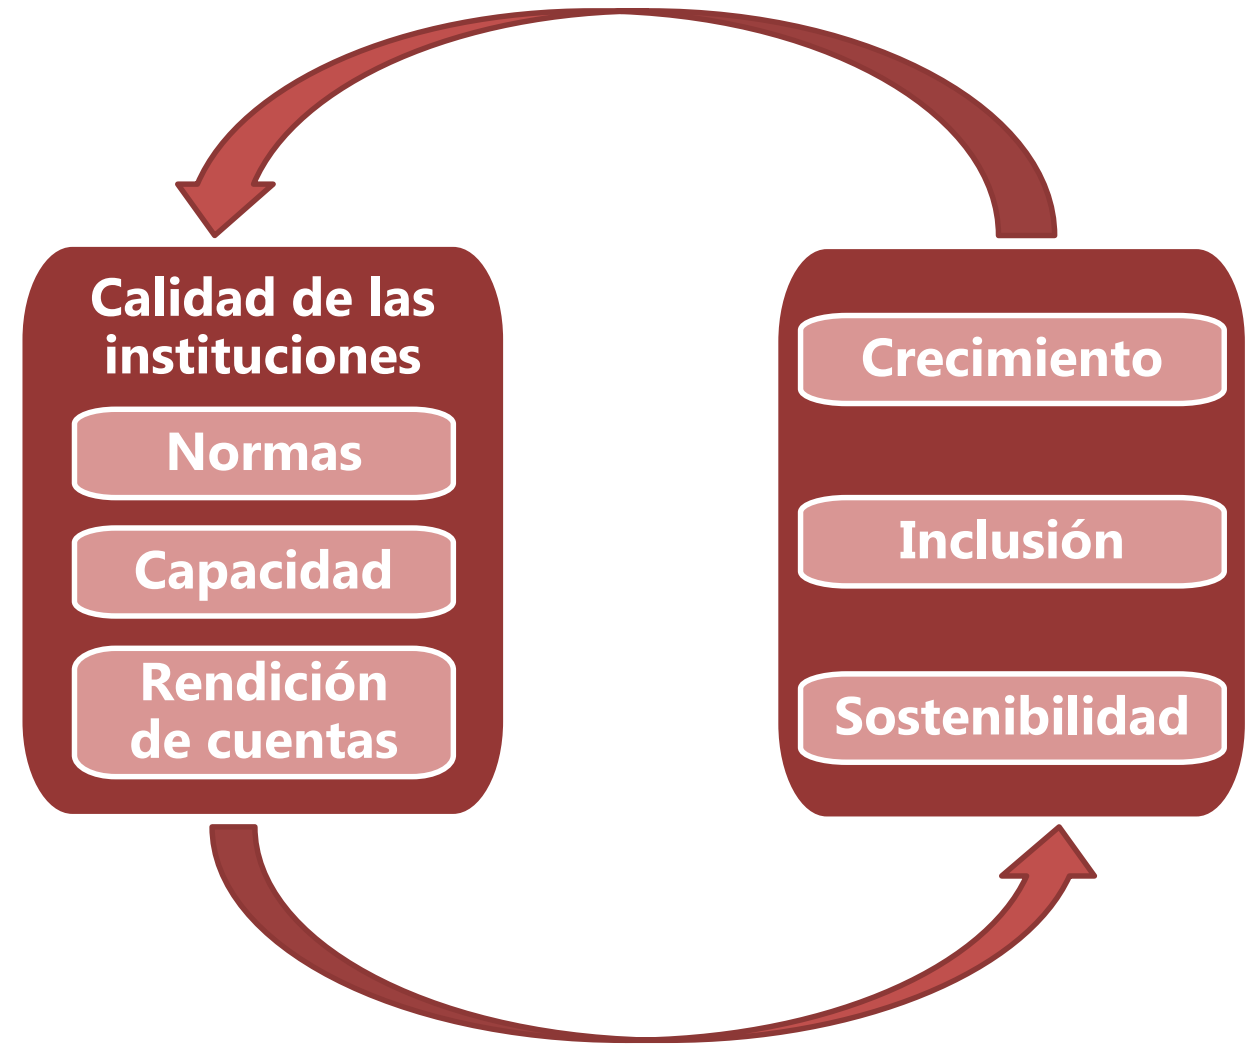 Calidad de las
instituciones
Normas
Capacidad
Rendición
de cuentas
Crecimiento
Inclusión
Sostenibilidad